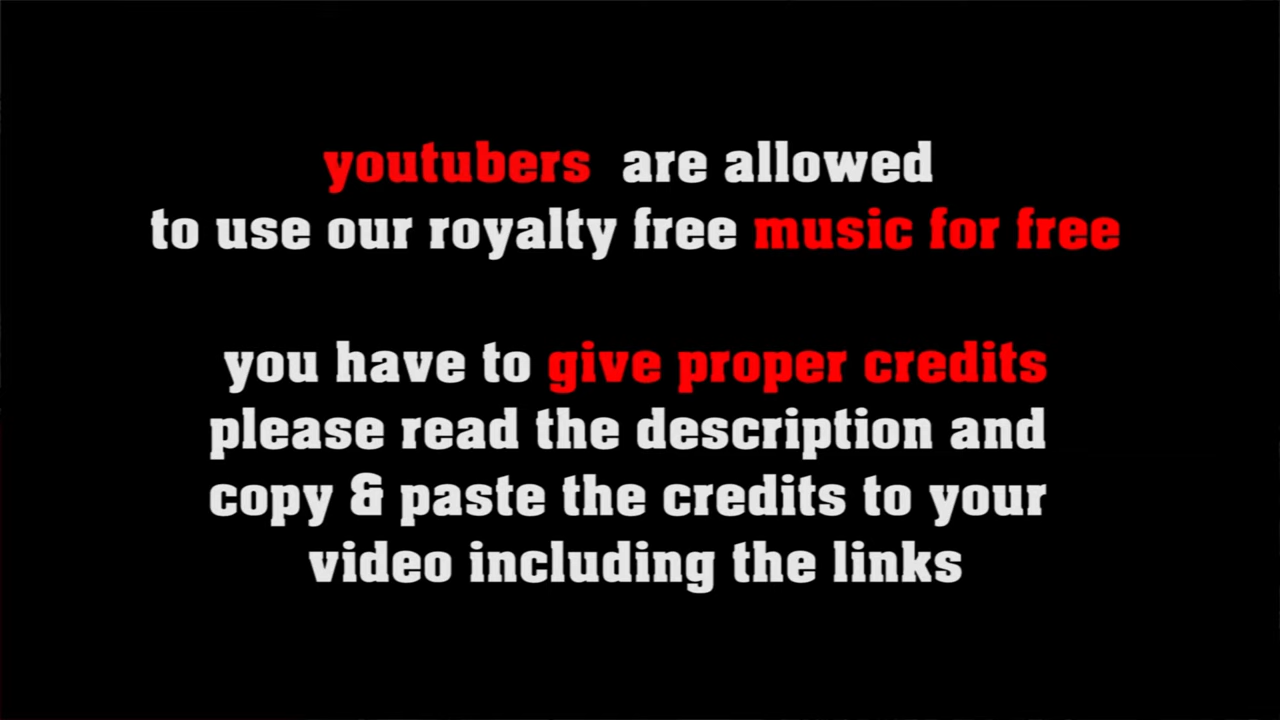 youtubers are allowed
to use our royalty free music for free
you have to give proper credits
please read the description and
copy & paste the credits to your
video including the links